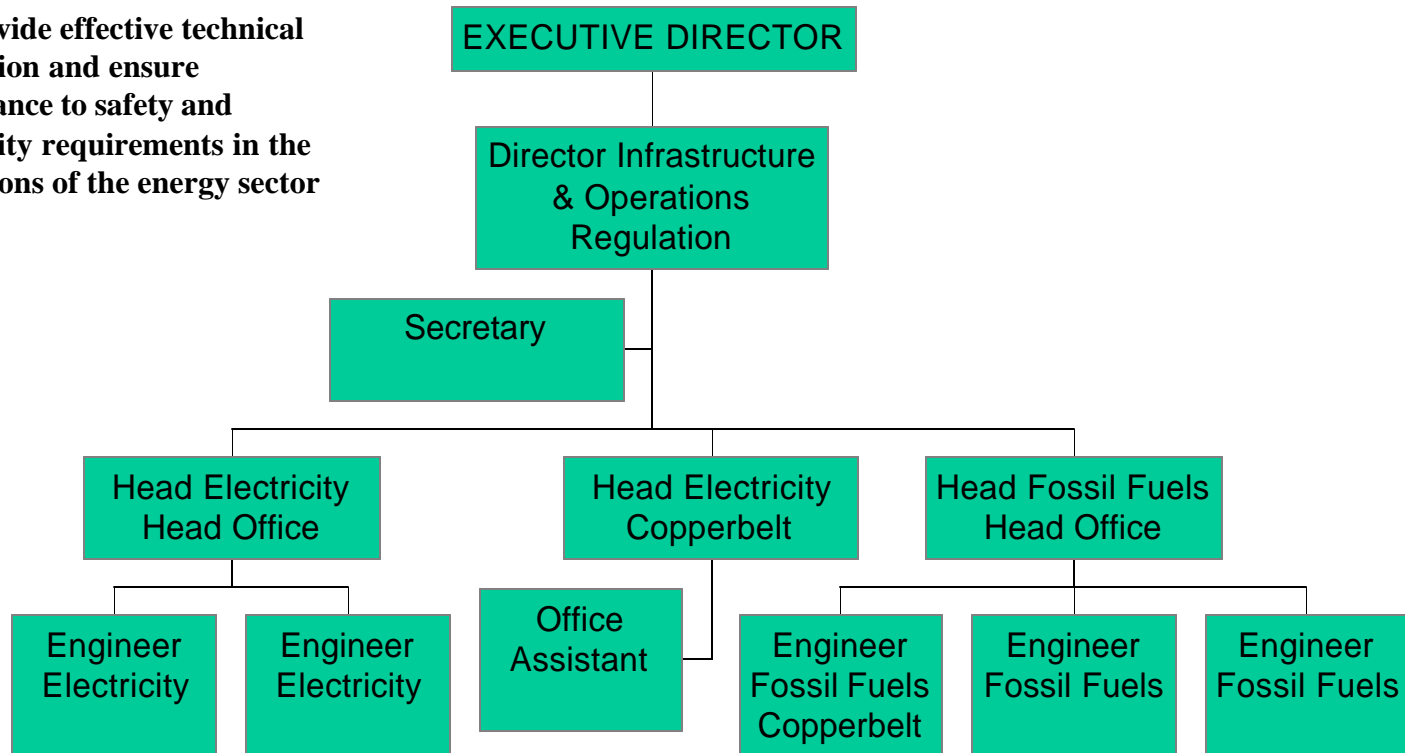 vide effective technical
ion and ensure
ance to safety and
ity requirements in the
ons of the energy sector
EXECUTIVE DIRECTOR
Director Infrastructure
& Operations
Regulation
Secretary
Head Electricity
Head Office
Head Electricity
Copperbelt
Head Fossil Fuels
Head Office
Engineer
Electricity
Engineer
Electricity
Office
Assistant
Engineer
Fossil Fuels
Copperbelt
Engineer
Fossil Fuels
Engineer
Fossil Fuels